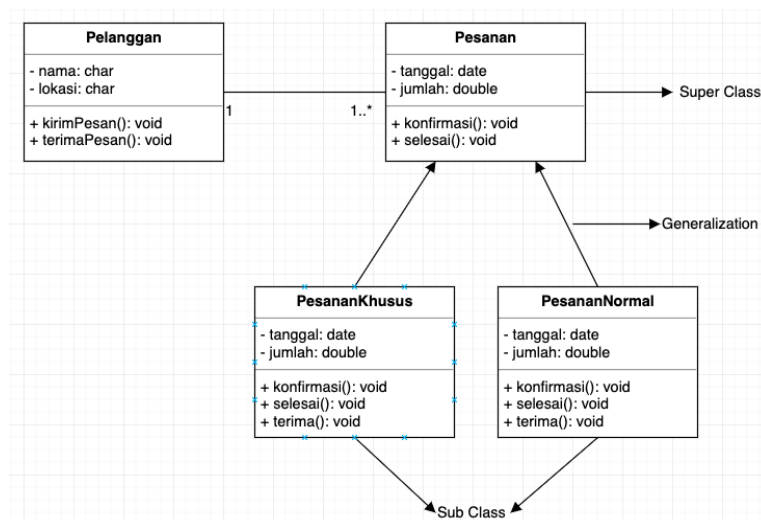 Pelanggan
- nama: char
- lokasi: char
+ kirimPesan(): void
+ terimaPesan(): void
1
1..*
Pesanan
- tanggal: date
- jumlah: double
+ konfirmasi(): void
+ selesai(): void
Super Class
Generalization
PesananKhusus
- tanggal: date
- jumlah: double
+ konfirmasi(): void
+ selesai(): void
+ terima(): void
PesananNormal
- tanggal: date
- jumlah: double
+ konfirmasi(): void
+ selesai(): void
+ terima(): void
Sub Class